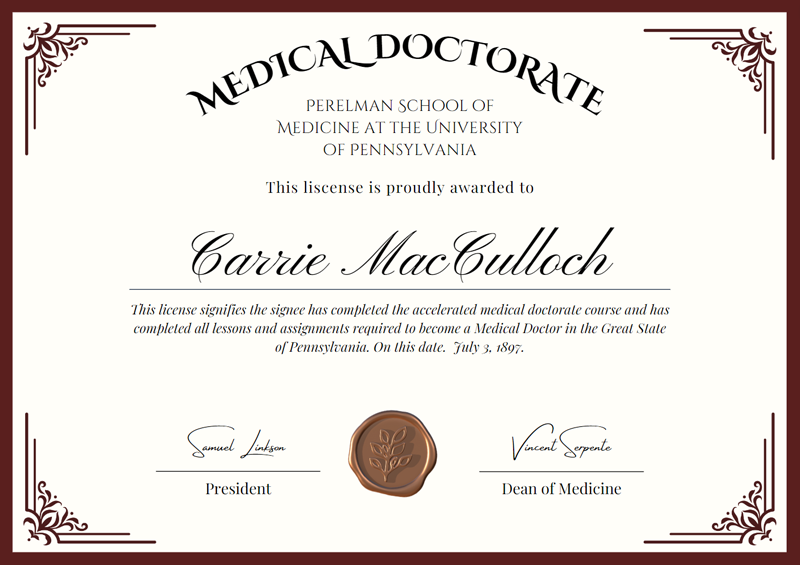 MEDICAL DOCTORATE
PERELMAN SCHOOL OF
MEDICINE AT THE UNIVERSITY
OF PENNSYLVANIA
This liscense is proudly awarded to
Carrie MacCulloch
This license signifies the signee has completed the accelerated medical doctorate course and has
completed all lessons and assignments required to become a Medical Doctor in the Great State
of Pennsylvania. On this date. July 3, 1897.
Samuel Linkson
Vincent Serpente
President
Dean of Medicine